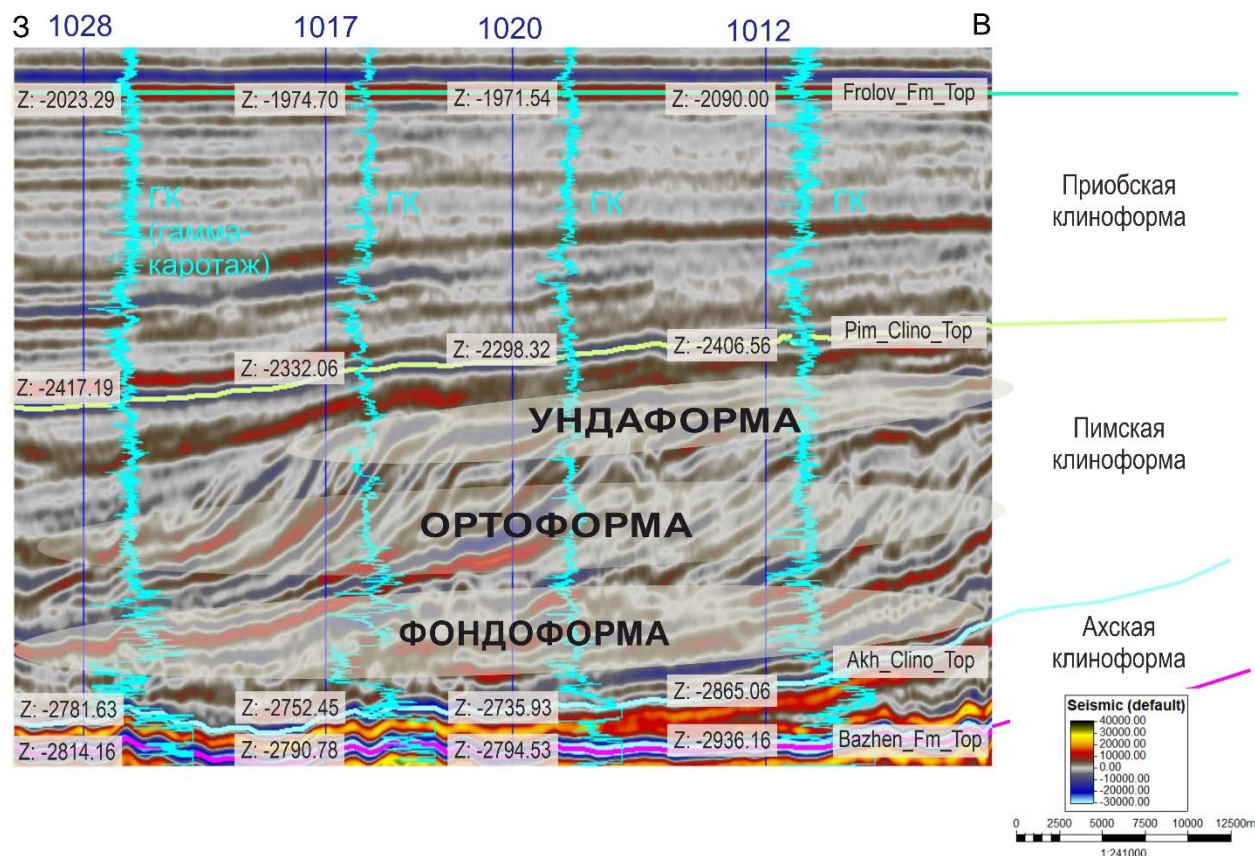 З
В
1028
1017
1020
1012
Z: -2023.29
Z: -1974.70
Z: -1971.54
Z: -2090.00
Frolov_Fm_Top
ГК
(гамма-
каротаж)
ГК
ГК
ГК
Приобская
клиноформа
Pim_Clino_Top
Z: -2417.19
Z: -2332.06
Z: -2298.32
Z: -2406.56
УНДАФОРМА
Пимская
клиноформа
ОРТОФОРМА
ФОНДОФОРМА
Ахская
клиноформа
Akh_Clino_Top
Z: -2781.63
Z: -2752.45
Z: -2735.93
Z: -2865.06
Z: -2814.16
Z: -2790.78
Z: -2794.53
Z: -2936.16
Bazhen_Fm_Top
Seismic (default)
40000.00
30000.00
20000.00
10000.00
0.00
-10000.00
-20000.00
-30000.00
0 2500 5000 7500 10000 12500m
1:241000